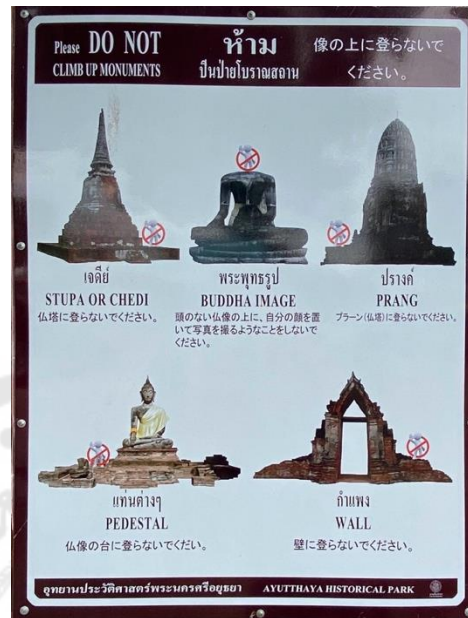 Please DO NOT
CLIMB UP MONUMENTS
ห้าม
ปีนป่ายโบราณสถาน
像の上に登らないで
ください。
เจดีย์
STUPA OR CHEDI
仏塔に登らないでください。
พระพุทธรูป
BUDDHA IMAGE
頭のない仏像の上に、自分の顔を置
いて写真を撮るようなことをしないで
ください。
ปรางค์
PRANG
プラーン(仏塔)に登らないでください。
แท่นต่างๆ
PEDESTAL
仏像の台に登らないでください。
กำแพง
WALL
壁に登らないでください。
อุทยานประวัติศาสตร์พระนครศรีอยุธยา
AYUTTHAYA HISTORICAL PARK